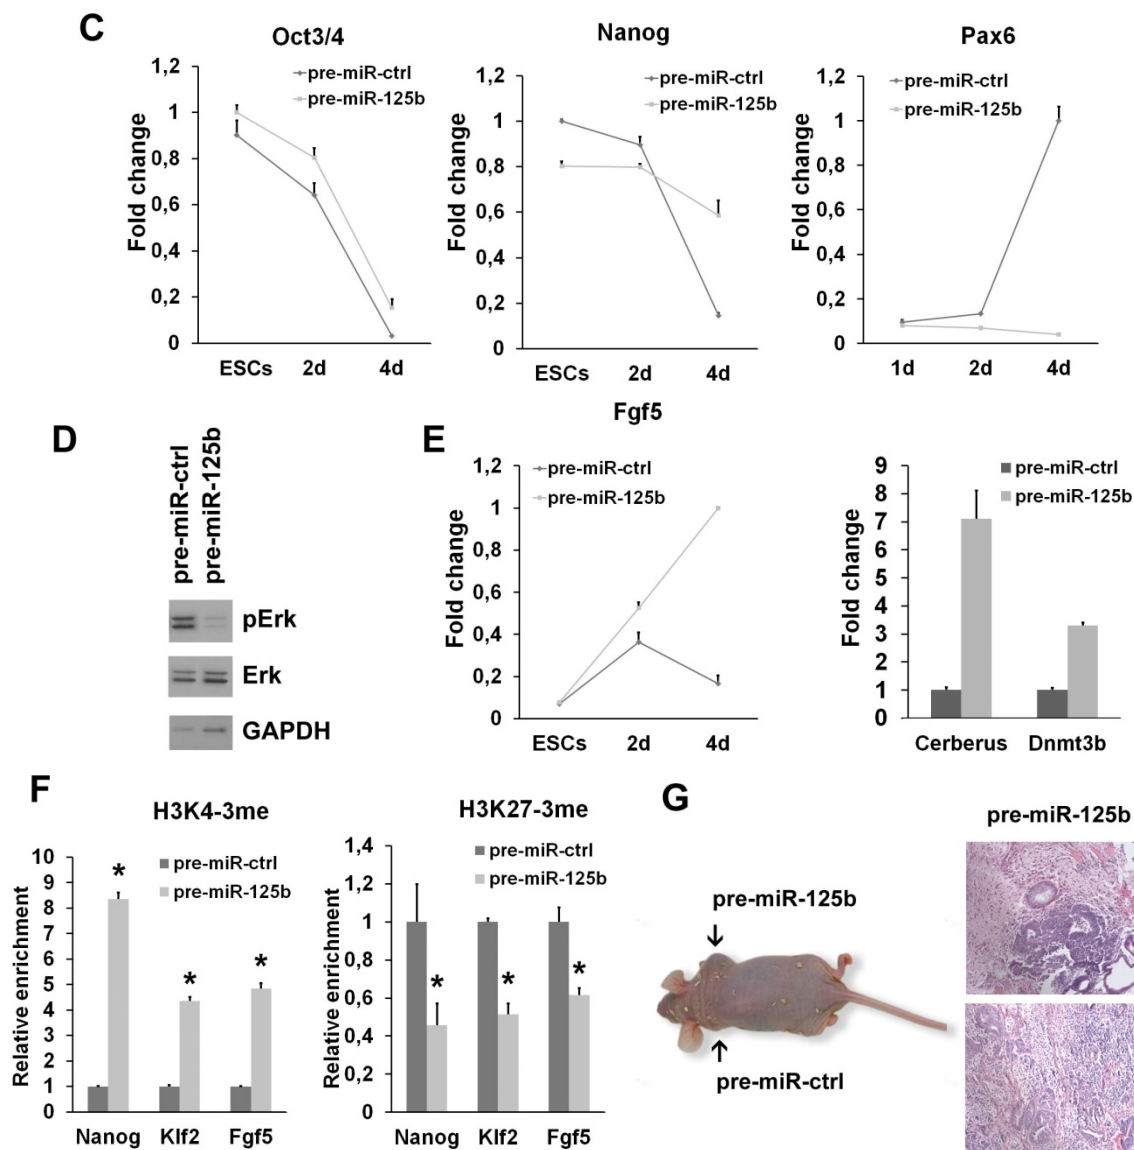 C
Oct3/4
pre-miR-ctrl
pre-miR-125b
Fold change
1,2
1
0,8
0,6
0,4
0,2
0
ESCs 2d 4d
Nanog
pre-miR-ctrl
pre-miR-125b
Fold change
1,2
1
0,8
0,6
0,4
0,2
0
ESCs 2d 4d
Pax6
pre-miR-ctrl
pre-miR-125b
Fold change
1,2
1
0,8
0,6
0,4
0,2
0
1d 2d 4d
D
pre-miR-ctrl
pre-miR-125b
pErk
Erk
GAPDH
E
Fgf5
pre-miR-ctrl
pre-miR-125b
Fold change
1,2
1
0,8
0,6
0,4
0,2
0
ESCs 2d 4d
pre-miR-ctrl
pre-miR-125b
Fold change
9
8
7
6
5
4
3
2
1
0
Cerberus Dnmt3b
F
H3K4-3me
pre-miR-ctrl
pre-miR-125b
Relative enrichment
10
9
8
7
6
5
4
3
2
1
0
* * *
Nanog Klf2 Fgf5
H3K27-3me
pre-miR-ctrl
pre-miR-125b
Relative enrichment
1,4
1,2
1
0,8
0,6
0,4
0,2
0
* * *
Nanog Klf2 Fgf5
G
pre-miR-125b
pre-miR-ctrl
pre-miR-125b